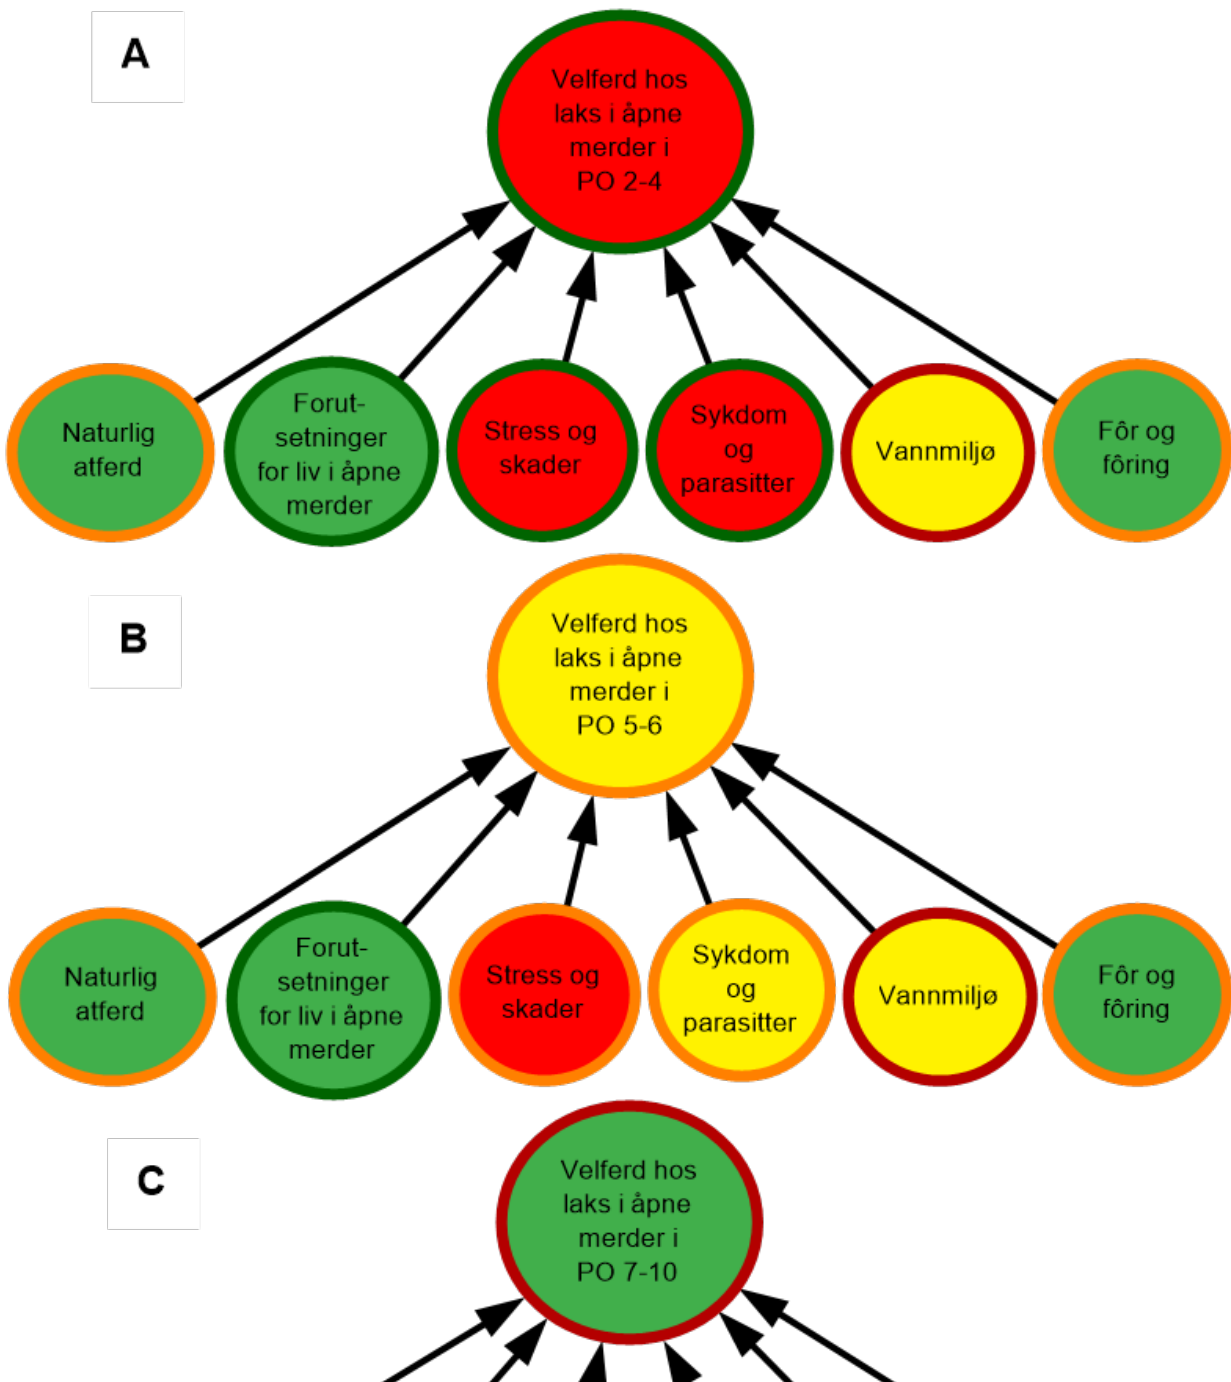 A
Velferd hos
laks i åpne
merder i
PO 2-4
Naturlig
atferd
Forut-
setninger
for liv i åpne
merder
Stress og
skader
Sykdom
og
parasitter
Vannmiljø
Fôr og
fôring
B
Velferd hos
laks i åpne
merder i
PO 5-6
Naturlig
atferd
Forut-
setninger
for liv i åpne
merder
Stress og
skader
Sykdom
og
parasitter
Vannmiljø
Fôr og
fôring
C
Velferd hos
laks i åpne
merder i
PO 7-10